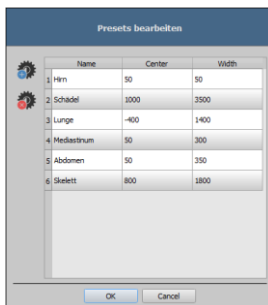 Presets bearbeiten
Name Center Width
1 Hirn 50 50
2 Schädel 1000 3500
3 Lunge -400 1400
4 Mediastinum 50 300
5 Abdomen 50 350
6 Skelett 800 1800
OK Cancel